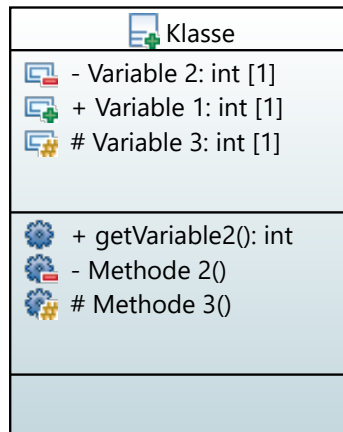 Klasse
- Variable 2: int [1]
+ Variable 1: int [1]
# Variable 3: int [1]
+ getVariable2(): int
- Methode 2()
# Methode 3()